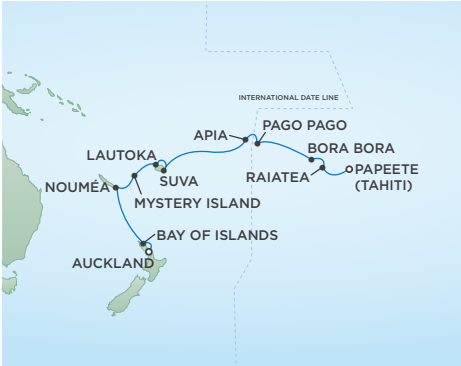 INTERNATIONAL DATE LINE
APIA
PAGO PAGO
BORA BORA
LAUTOKA
RAIATEA
PAPEETE
(TAHITI)
SUVA
NOUMÉA
MYSTERY ISLAND
BAY OF ISLANDS
AUCKLAND